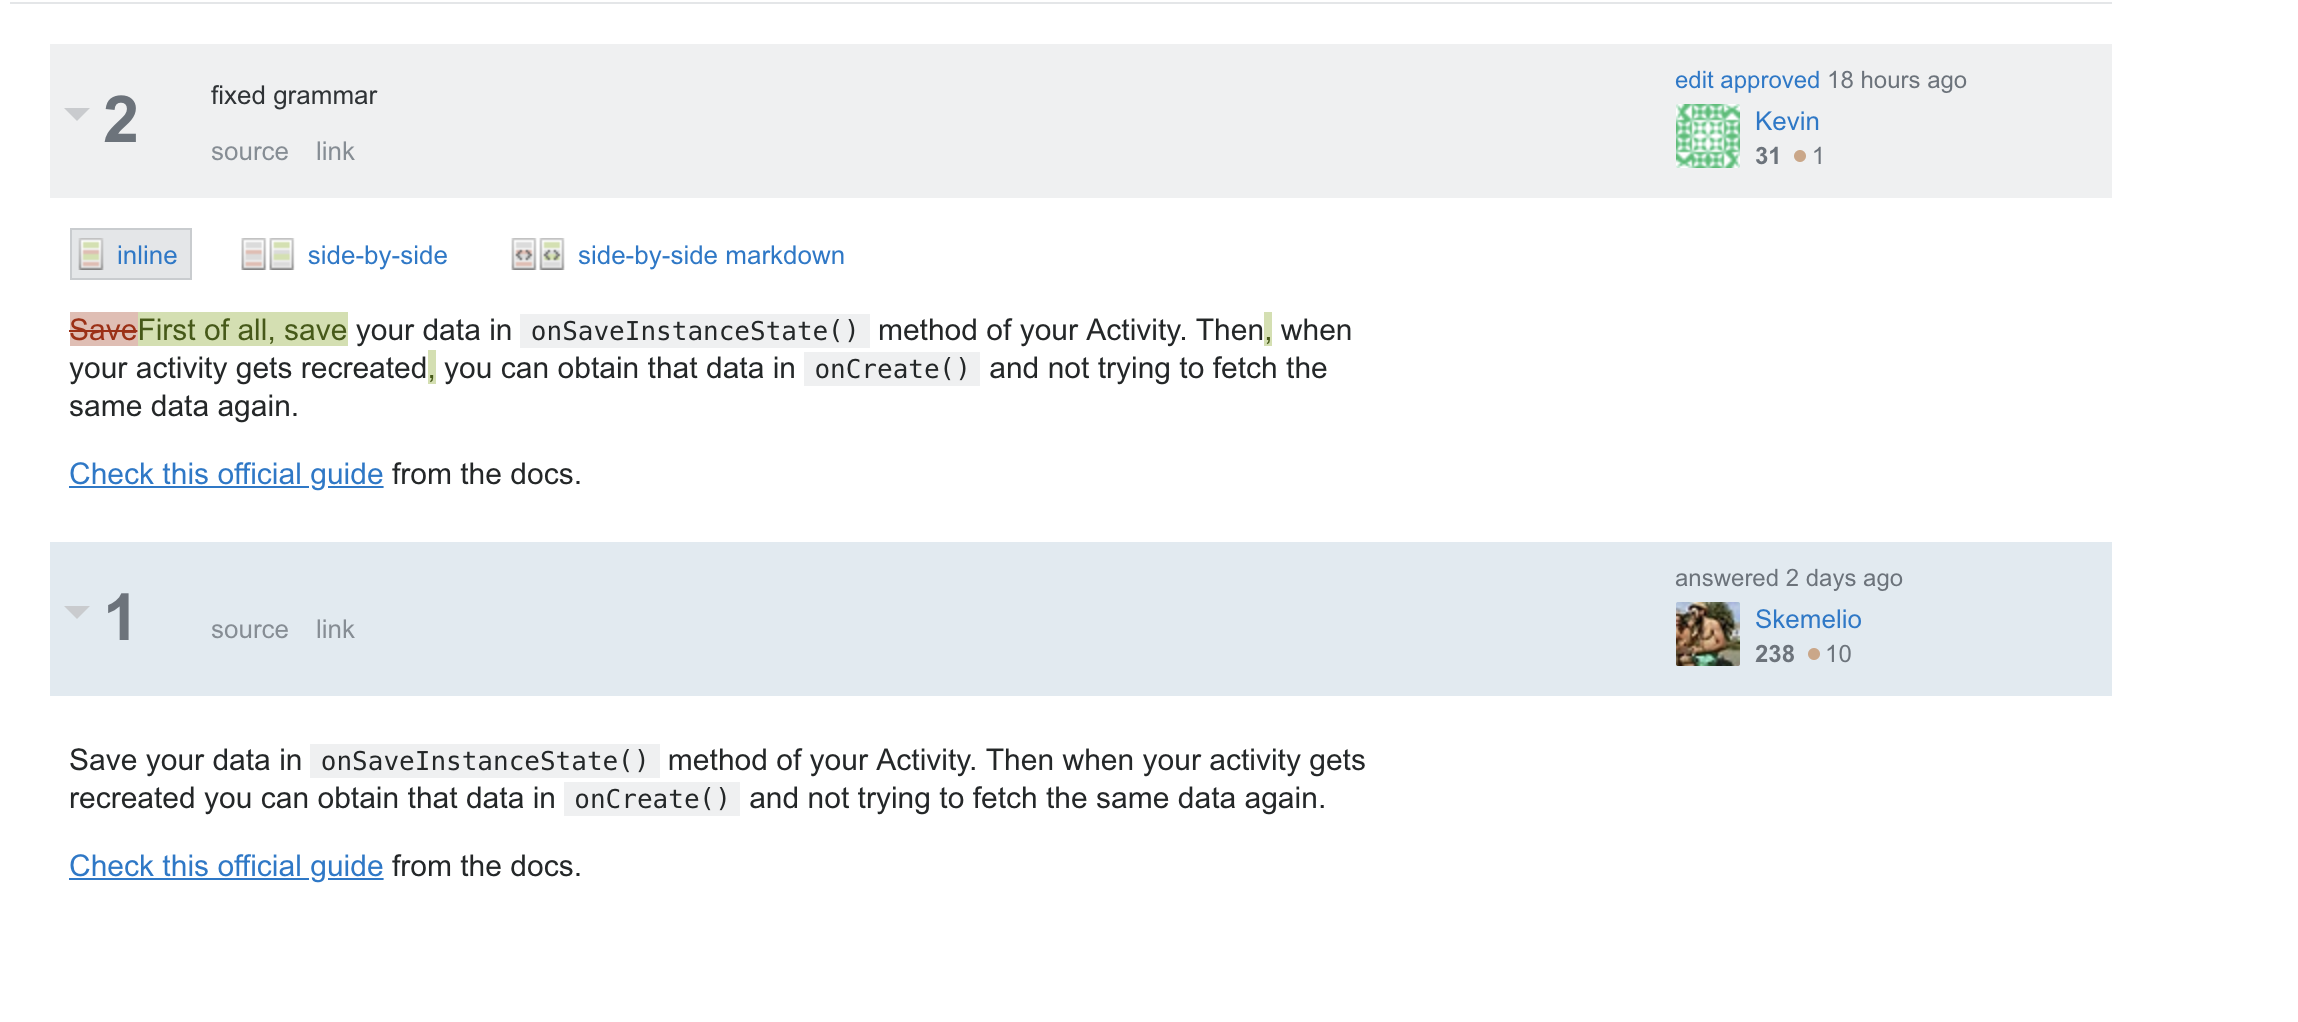 2
fixed grammar
source link
edit approved 18 hours ago
Kevin
31 1
inline side-by-side side-by-side markdown
SaveFirst of all, save your data in onSaveInstanceState() method of your Activity. Then, when
your activity gets recreated, you can obtain that data in onCreate() and not trying to fetch the
same data again.
Check this official guide from the docs.
1
source link
answered 2 days ago
Skemelio
238 10
Save your data in onSaveInstanceState() method of your Activity. Then when your activity gets
recreated you can obtain that data in onCreate() and not trying to fetch the same data again.
Check this official guide from the docs.